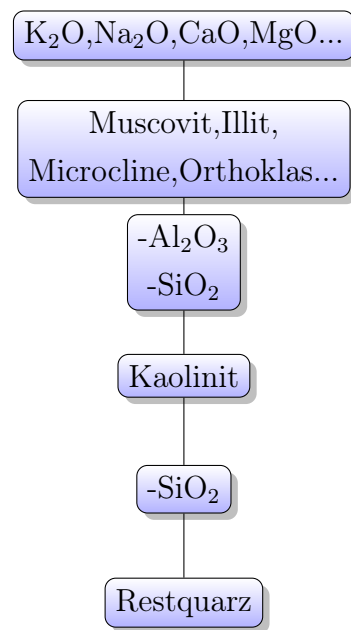 K₂O,Na₂O,CaO,MgO...
Muscovit,Illit,
Microcline,Orthoklas...
-Al₂O₃
-SiO₂
Kaolinit
-SiO₂
Restquarz